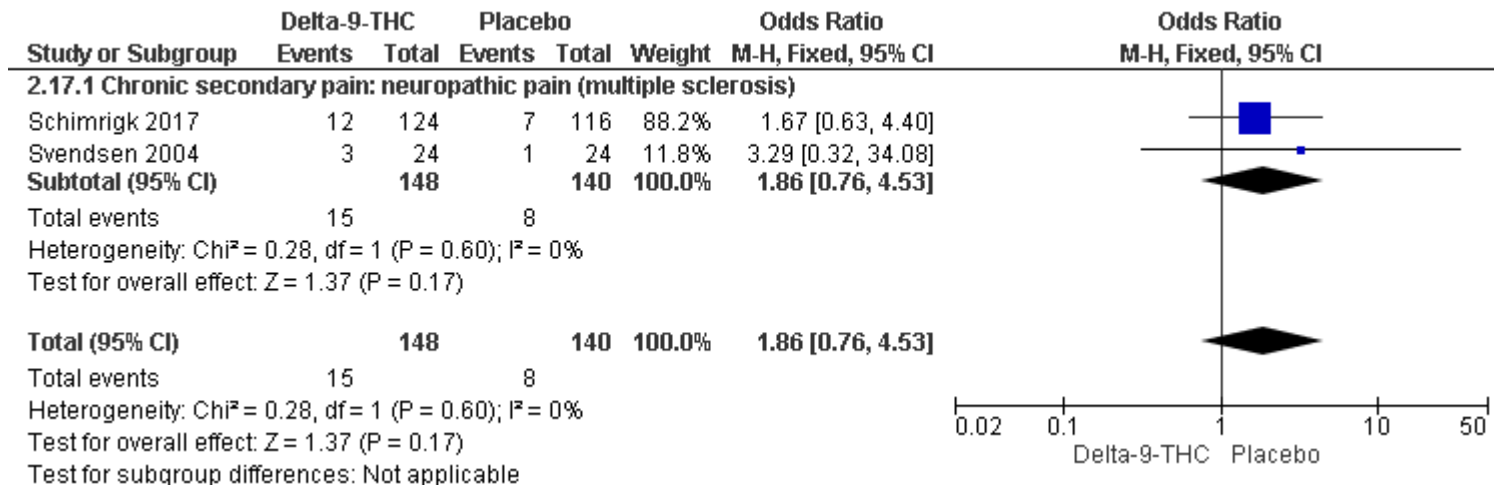 Delta-9-THC Placebo Odds Ratio Odds Ratio
Study or Subgroup Events Total Events Total Weight M-H, Fixed, 95% CI M-H, Fixed, 95% CI
2.17.1 Chronic secondary pain: neuropathic pain (multiple sclerosis)
Schimrigk 2017 12 124 7 116 88.2% 1.67 [0.63, 4.40]
Svendsen 2004 3 24 1 24 11.8% 3.29 [0.32, 34.08]
Subtotal (95% CI) 148 140 100.0% 1.86 [0.76, 4.53]
Total events 15 8
Heterogeneity: Chi² = 0.28, df = 1 (P = 0.60); I² = 0%
Test for overall effect: Z = 1.37 (P = 0.17)
Total (95% CI) 148 140 100.0% 1.86 [0.76, 4.53]
Total events 15 8
Heterogeneity: Chi² = 0.28, df = 1 (P = 0.60); I² = 0%
Test for overall effect: Z = 1.37 (P = 0.17)
Test for subgroup differences: Not applicable
0.02 0.1 1 10 50
Delta-9-THC Placebo